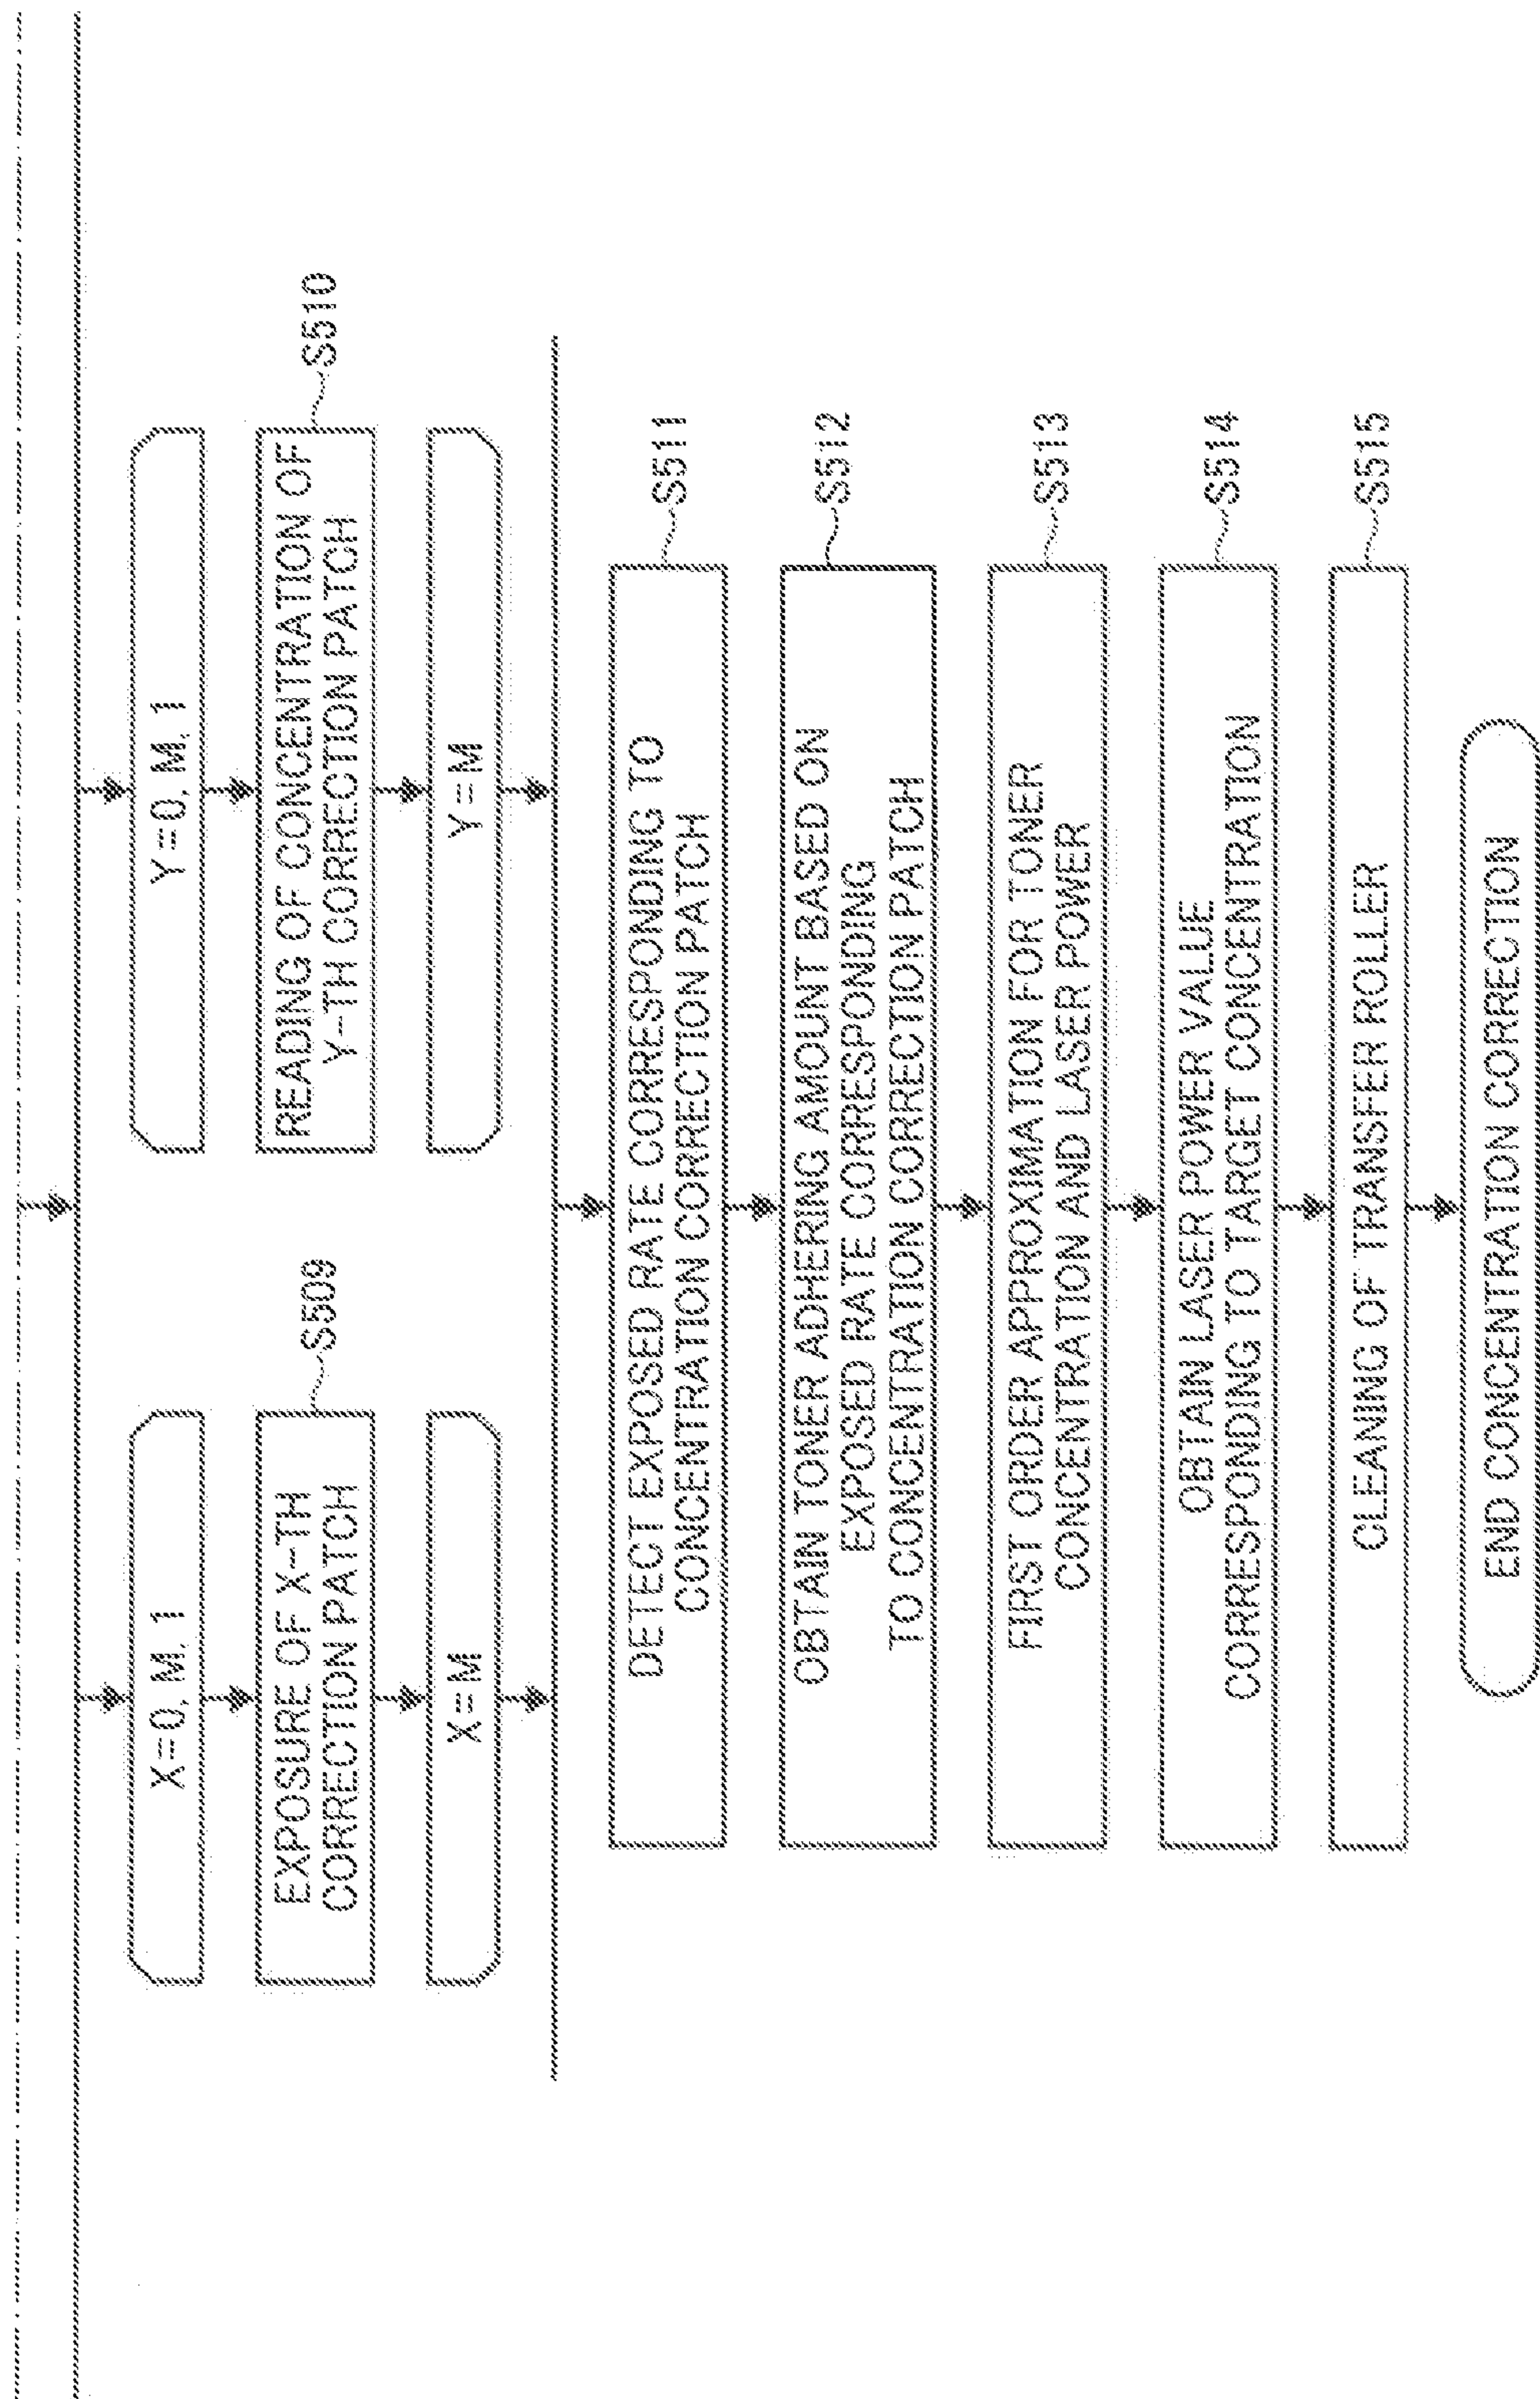 X=0, M, 1
EXPOSURE OF X-TH
CORRECTION PATCH
S509
X=M
Y=0, M, 1
READING OF CONCENTRATION OF
Y-TH CORRECTION PATCH
S510
Y=M
DETECT EXPOSED RATE CORRESPONDING TO
CONCENTRATION CORRECTION PATCH
S511
OBTAIN TONER ADHERING AMOUNT BASED ON
EXPOSED RATE CORRESPONDING
TO CONCENTRATION CORRECTION PATCH
S512
FIRST ORDER APPROXIMATION FOR TONER
CONCENTRATION AND LASER POWER
S513
OBTAIN LASER POWER VALUE
CORRESPONDING TO TARGET CONCENTRATION
S514
CLEANING OF TRANSFER ROLLER
S515
END CONCENTRATION CORRECTION